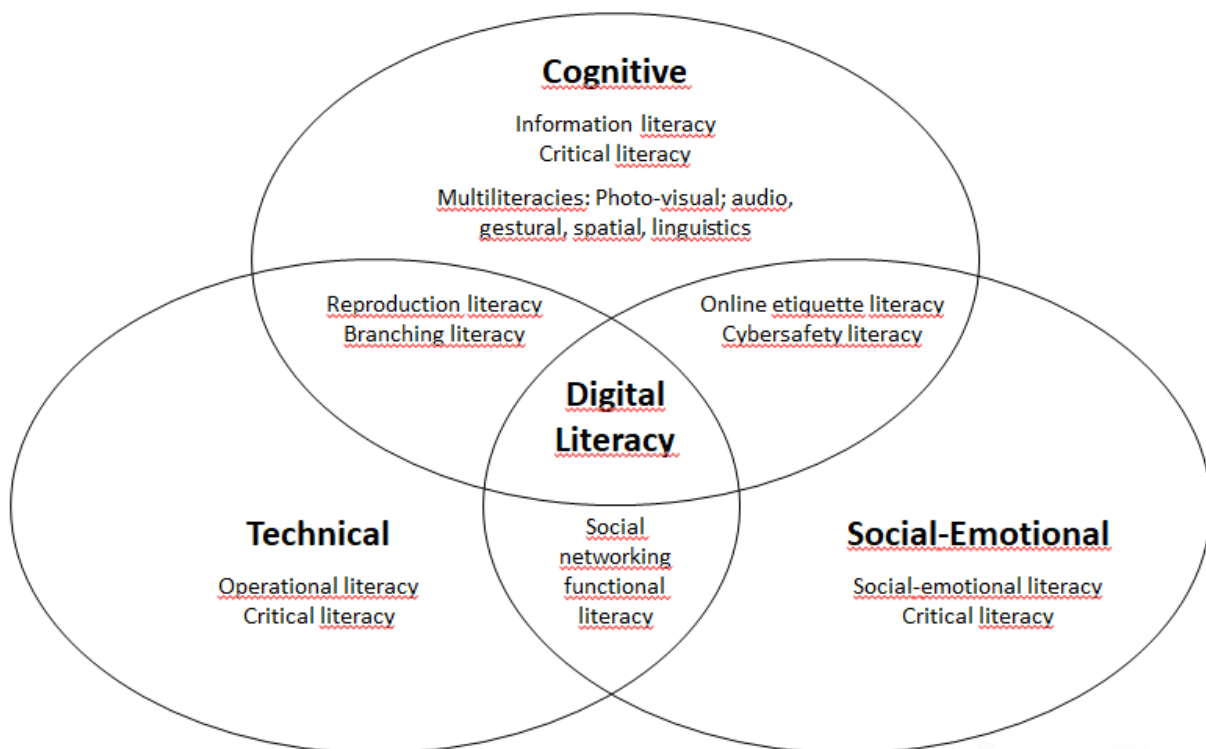 Cognitive
Information literacy
Critical literacy
Multiliteracies: Photo-visual; audio,
gestural, spatial, linguistics
Reproduction literacy
Branching literacy
Online etiquette literacy
Cybersafety literacy
Digital
Literacy
Technical
Operational literacy
Critical literacy
Social
networking
functional
literacy
Social-Emotional
Social-emotional literacy
Critical literacy